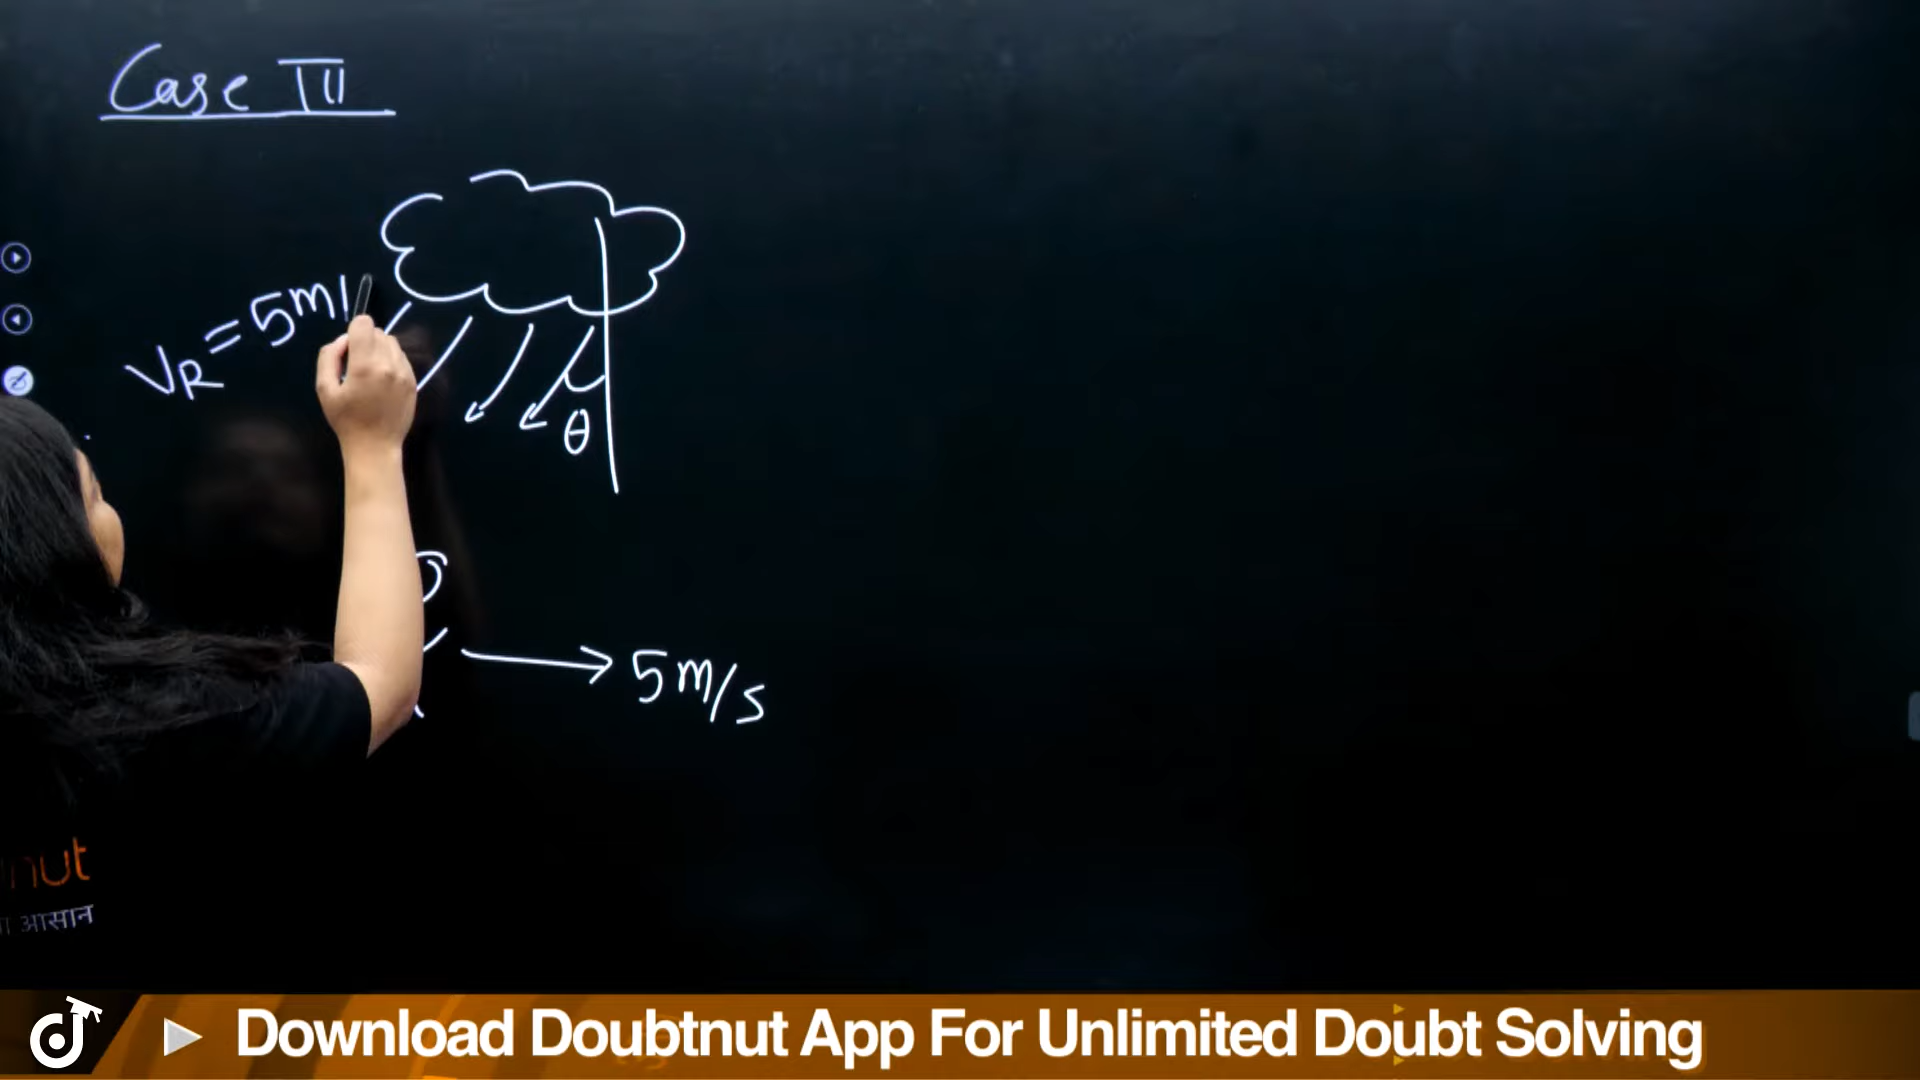 Case III
VR = 5m/
θ
5m/s
nut
आसान
Download Doubtnut App For Unlimited Doubt Solving